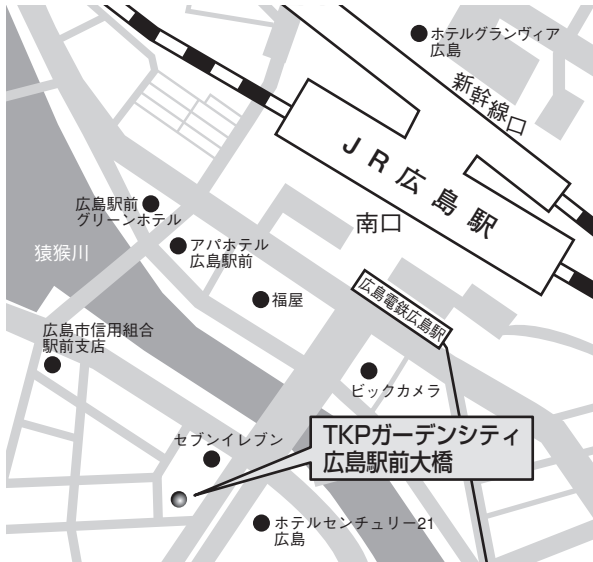 ホテルグランヴィア
広島
新幹線口
JR広島駅
南口
広島駅前
グリーンホテル
アパホテル
広島駅前
猿猴川
福屋
広島電鉄広島駅
広島市信用組合
駅前支店
ビックカメラ
セブンイレブン
TKPガーデンシティ
広島駅前大橋
ホテルセンチュリー21
広島